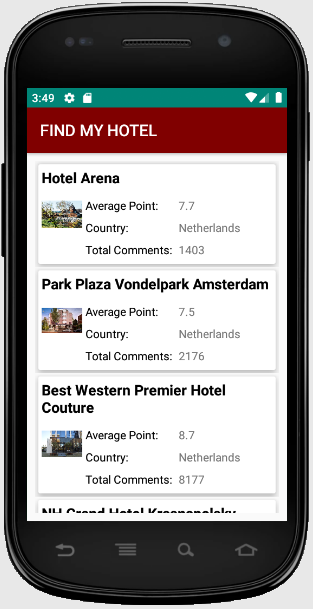 3:49
FIND MY HOTEL
Hotel Arena
Average Point: 7.7
Country: Netherlands
Total Comments: 1403
Park Plaza Vondelpark Amsterdam
Average Point: 7.5
Country: Netherlands
Total Comments: 2176
Best Western Premier Hotel
Couture
Average Point: 8.7
Country: Netherlands
Total Comments: 8177
NH Grand Hotel Krasnapolsky